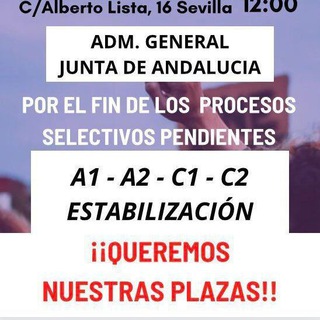 C/Alberto Lista, 16 Sevilla 12:00
ADM. GENERAL
JUNTA DE ANDALUCIA
POR EL FIN DE LOS PROCESOS
SELECTIVOS PENDIENTES
A1 - A2 - C1 - C2
ESTABILIZACIÓN
¡¡QUEREMOS
NUESTRAS PLAZAS!!